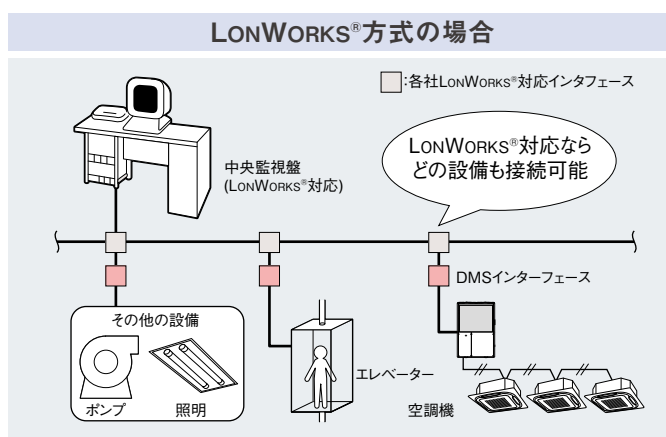 LONWORKS®方式の場合
:各社LONWORKS®対応インタフェース
LONWORKS®対応なら
どの設備も接続可能
中央監視盤
(LONWORKS®対応)
DMSインターフェース
その他の設備
ポンプ
照明
エレベーター
空調機